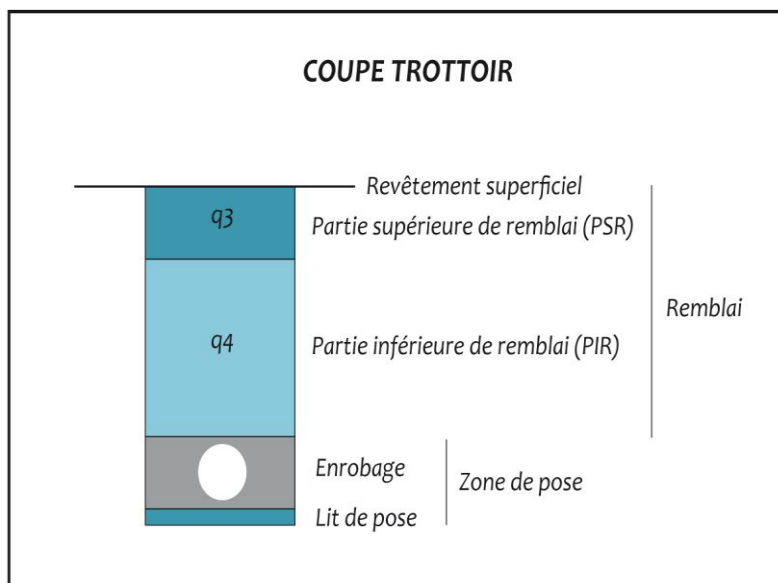 COUPE TROTTOIR
Revêtement superficiel
q3
Partie supérieure de remblai (PSR)
Remblai
q4
Partie inférieure de remblai (PIR)
Enrobage
Zone de pose
Lit de pose